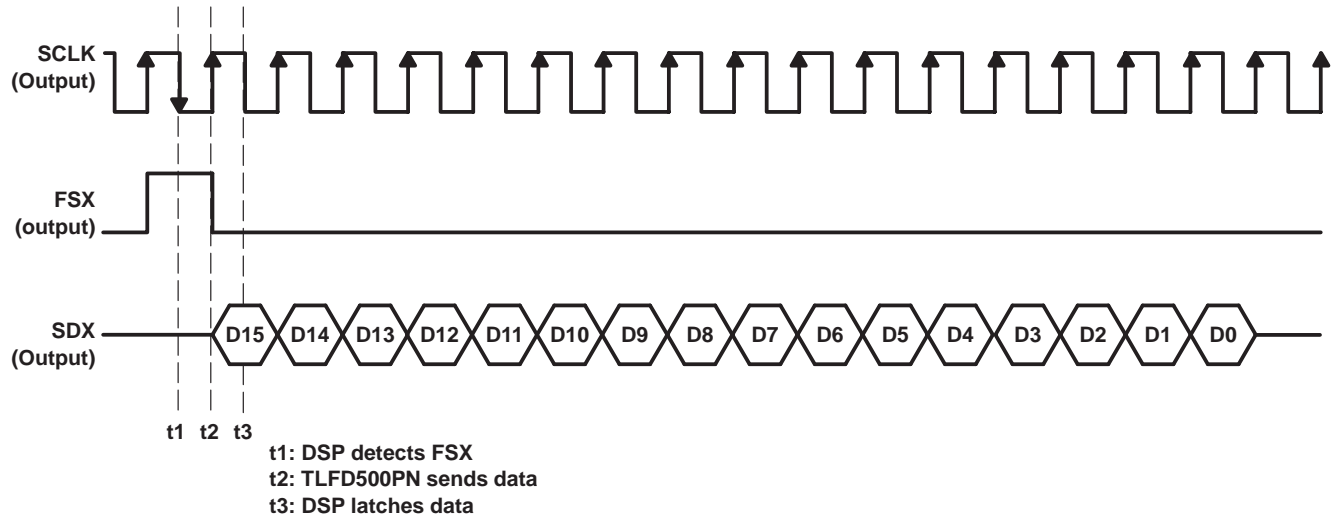 SCLK
(Output)
FSX
(output)
SDX
(Output)
D15 D14 D13 D12 D11 D10 D9 D8 D7 D6 D5 D4 D3 D2 D1 D0
t1 t2 t3
t1: DSP detects FSX
t2: TLFD500PN sends data
t3: DSP latches data